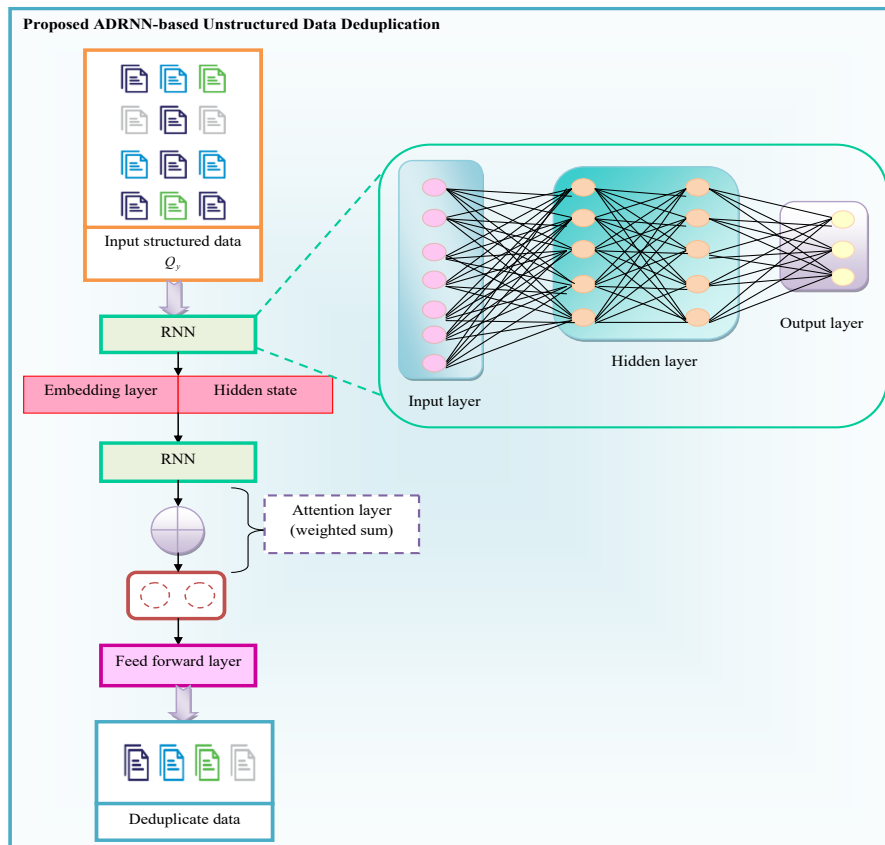 Proposed ADRNN-based Unstructured Data Deduplication
Input structured data
Q_y
RNN
Embedding layer
Hidden state
RNN
Attention layer
(weighted sum)
Feed forward layer
Deduplicate data
Input layer
Hidden layer
Output layer